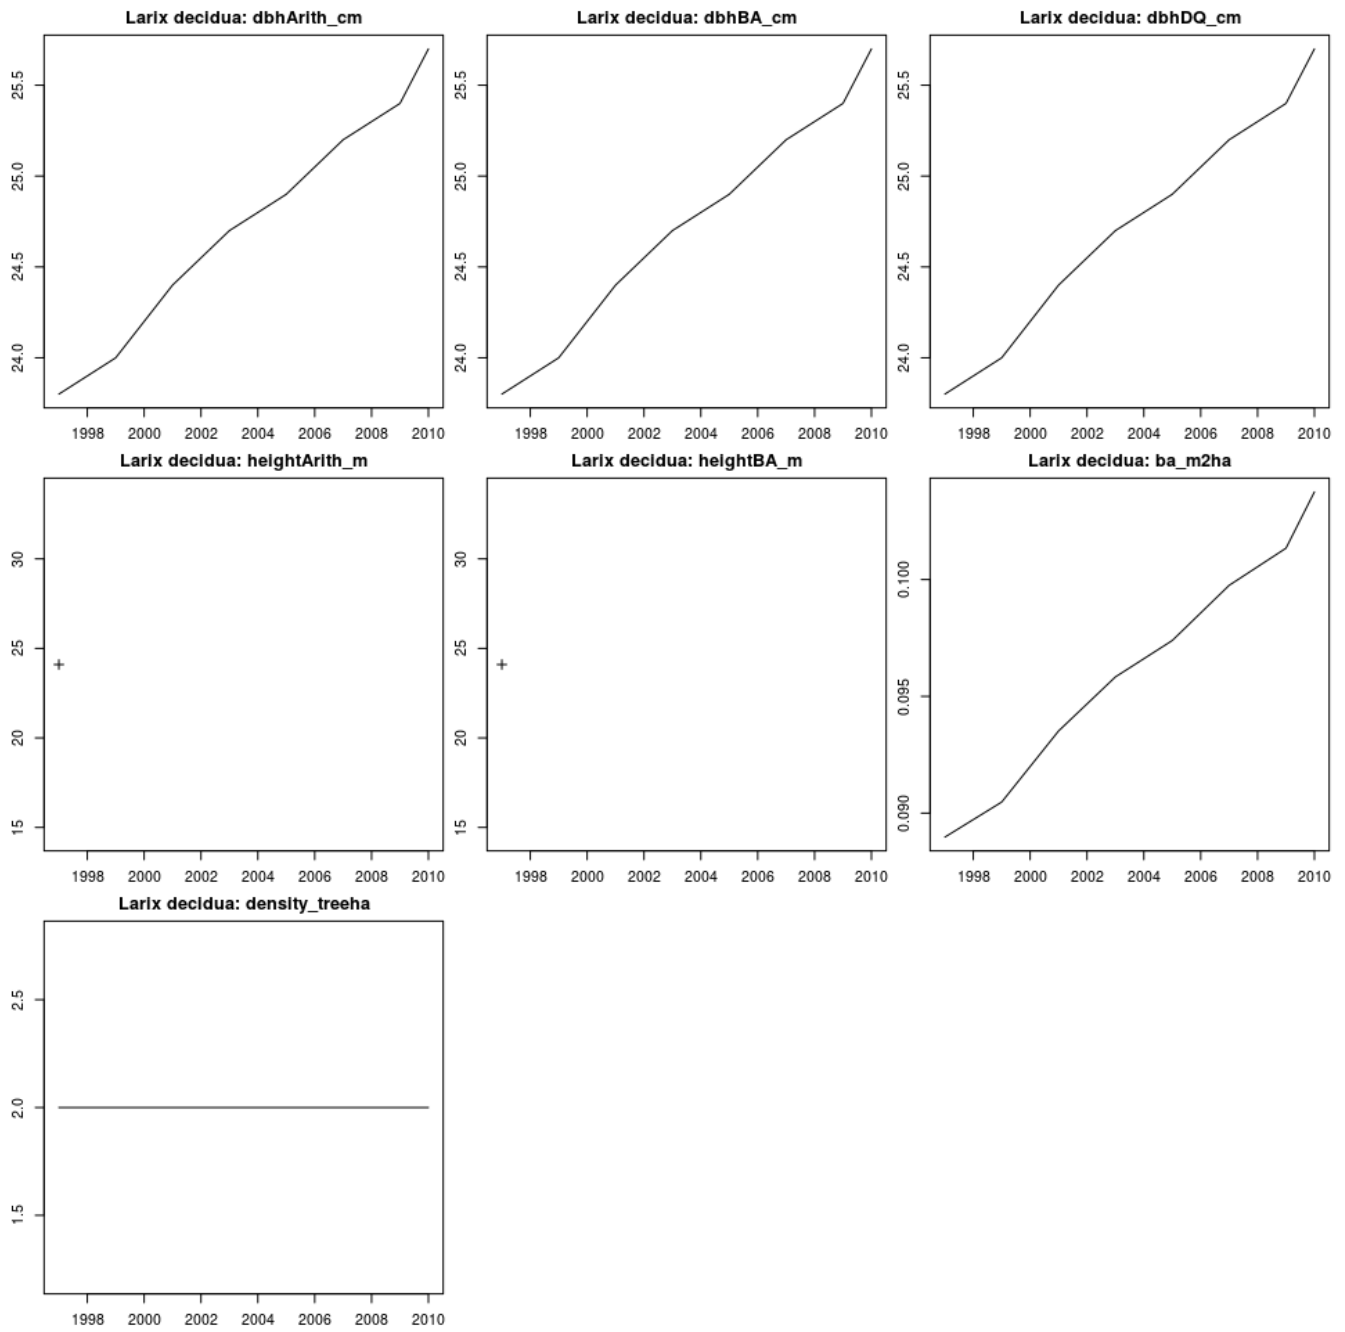 Larix decidua: dbhArith_cm
25.5
25.0
24.5
24.0
1998 2000 2002 2004 2006 2008 2010
Larix decidua: dbhBA_cm
25.5
25.0
24.5
24.0
1998 2000 2002 2004 2006 2008 2010
Larix decidua: dbhDQ_cm
25.5
25.0
24.5
24.0
1998 2000 2002 2004 2006 2008 2010
Larix decidua: heightArith_m
30
25
20
15
1998 2000 2002 2004 2006 2008 2010
Larix decidua: heightBA_m
30
25
20
15
1998 2000 2002 2004 2006 2008 2010
Larix decidua: ba_m2ha
0.100
0.095
0.090
1998 2000 2002 2004 2006 2008 2010
Larix decidua: density_treeha
2.5
2.0
1.5
1998 2000 2002 2004 2006 2008 2010